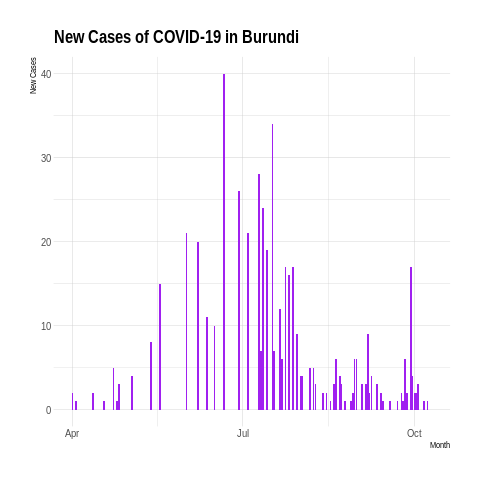 New Cases of COVID-19 in Burundi
New Cases
40
30
20
10
0
Apr
Jul
Oct
Month